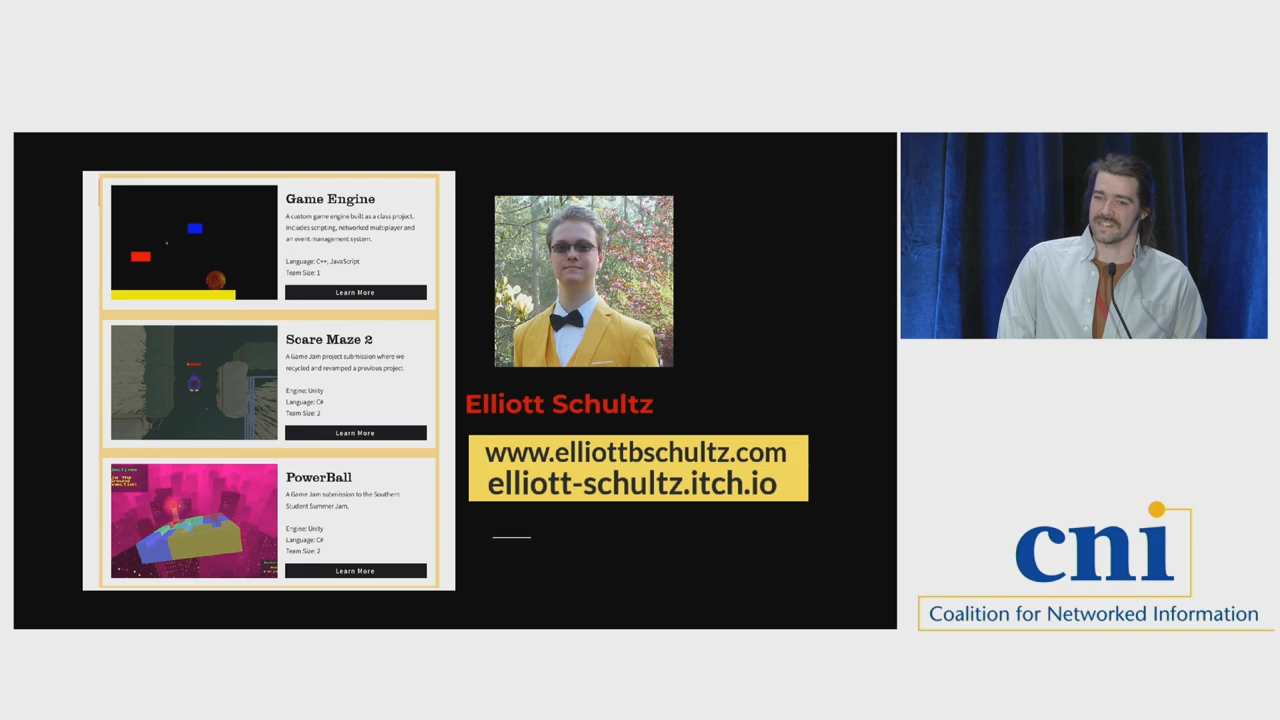 Game Engine
A custom game engine built as a class project.
Includes scripting, networked multiplayer and
an event management system.
Language: C++, JavaScript
Team Size: 1
Learn More
Scare Maze 2
A Game Jam project submission where we
recycled and revamped a previous project.
Engine: Unity
Language: C#
Team Size: 2
Learn More
PowerBall
A Game Jam submission to the Southern
Student Summer Jam.
Engine: Unity
Language: C#
Team Size: 2
Learn More
Elliott Schultz
www.elliottbschultz.com
elliott-schultz.itch.io
cni
Coalition for Networked Information